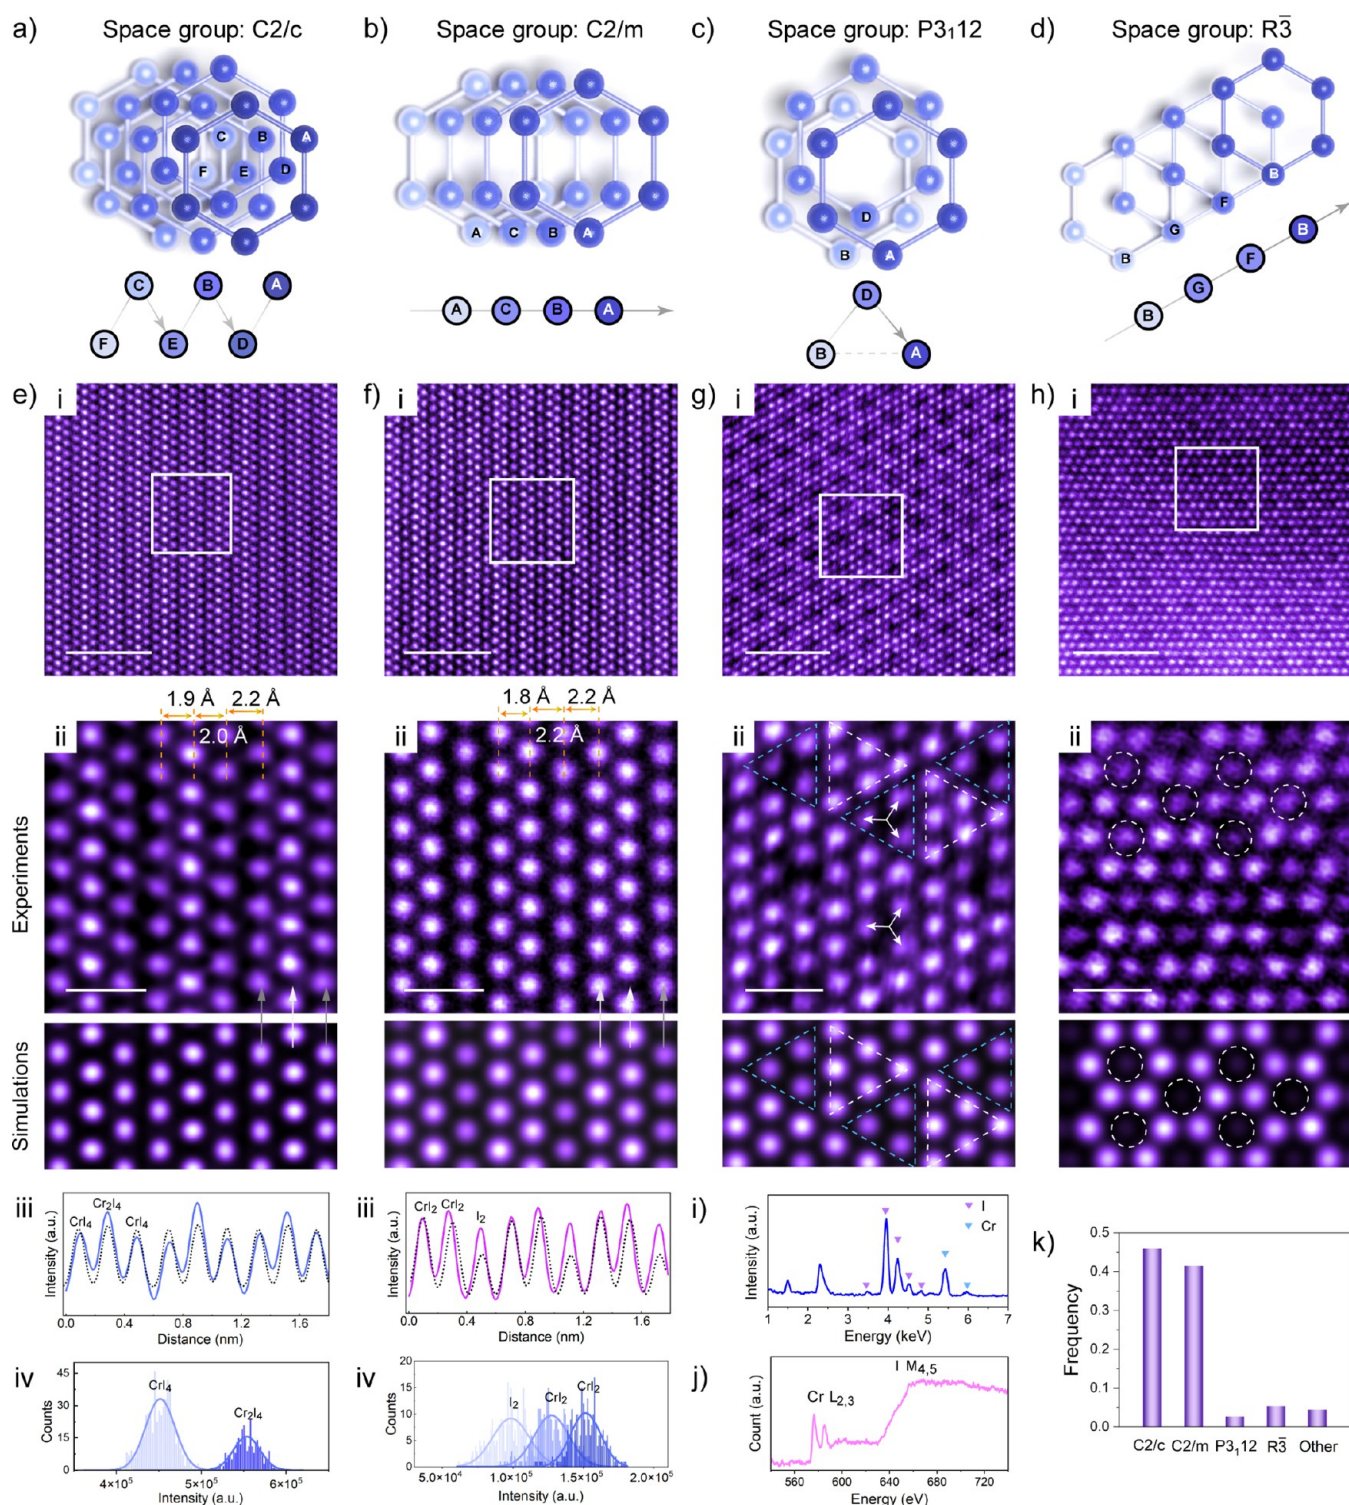 a) Space group: C2/c
b) Space group: C2/m
c) Space group: P3₁12
d) Space group: R3̅
C B A
F E D
A C B A
D
B A
B G F B
C B A
F E D
A C B A
D
B A
B G F B
e) i
f) i
g) i
h) i
1.9 Å 2.2 Å
2.0 Å
1.8 Å 2.2 Å
2.2 Å
ii
ii
ii
ii
Experiments
Simulations
iii
CrI₄ Cr₂I₄ CrI₄
Intensity (a.u.)
0.0 0.4 0.8 1.2 1.6
Distance (nm)
iii
CrI₂ CrI₂ I₂
Intensity (a.u.)
0.0 0.4 0.8 1.2 1.6
Distance (nm)
i)
I
Cr
Intensity (a.u.)
1 2 3 4 5 6 7
Energy (keV)
k)
Frequency
0.5
0.4
0.3
0.2
0.1
0.0
C2/c C2/m P3₁12 R3̅ Other
iv
CrI₄
Cr₂I₄
Counts
45
30
15
0
4×10⁵ 5×10⁵ 6×10⁵
Intensity (a.u.)
iv
I₂ CrI₂ CrI₂
Counts
20
15
10
5
0
5.0×10⁴ 1.0×10⁵ 1.5×10⁵ 2.0×10⁵
Intensity (a.u.)
j)
Cr L₂,₃
I M₄,₅
Count (a.u.)
560 600 640 680 720
Energy (eV)